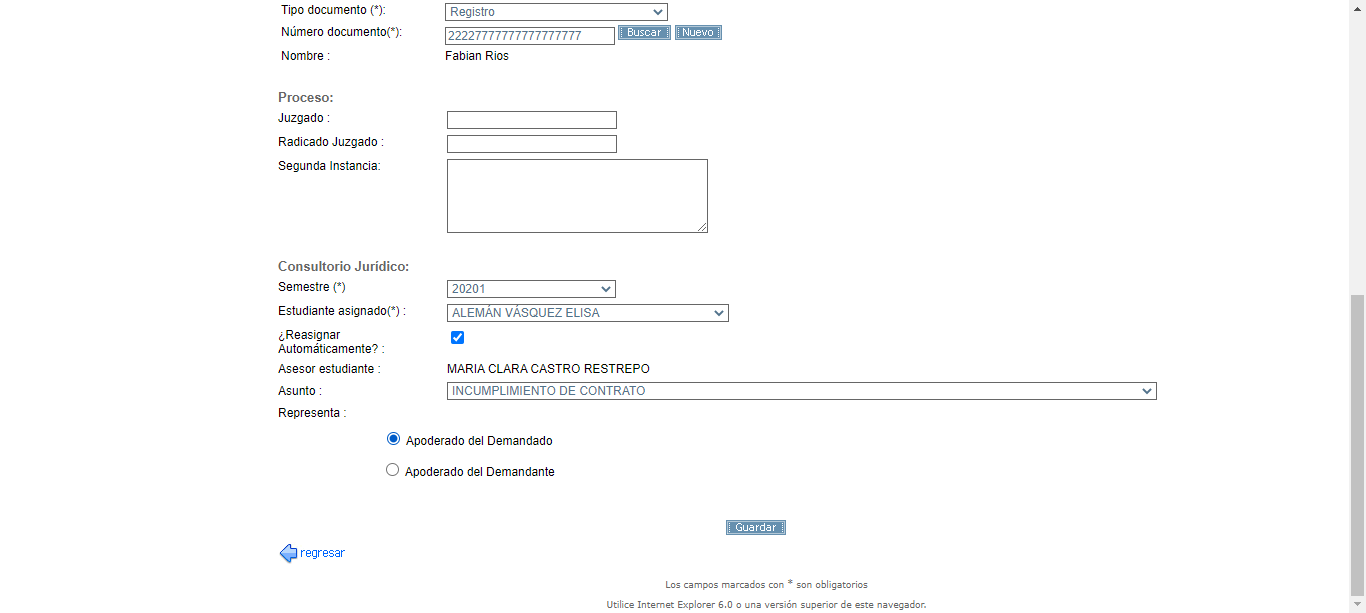 Tipo documento (*): Registro
Número documento(*): 22227777777777777777 Buscar Nuevo
Nombre : Fabian Rios
Proceso:
Juzgado :
Radicado Juzgado :
Segunda Instancia:
Consultorio Jurídico:
Semestre (*) 20201
Estudiante asignado(*) : ALEMÁN VÁSQUEZ ELISA
¿Reasignar
Automáticamente? :
Asesor estudiante : MARIA CLARA CASTRO RESTREPO
Asunto : INCUMPLIMIENTO DE CONTRATO
Representa :
Apoderado del Demandado
Apoderado del Demandante
Guardar
regresar
Los campos marcados con * son obligatorios
Utilice Internet Explorer 6.0 o una versión superior de este navegador.